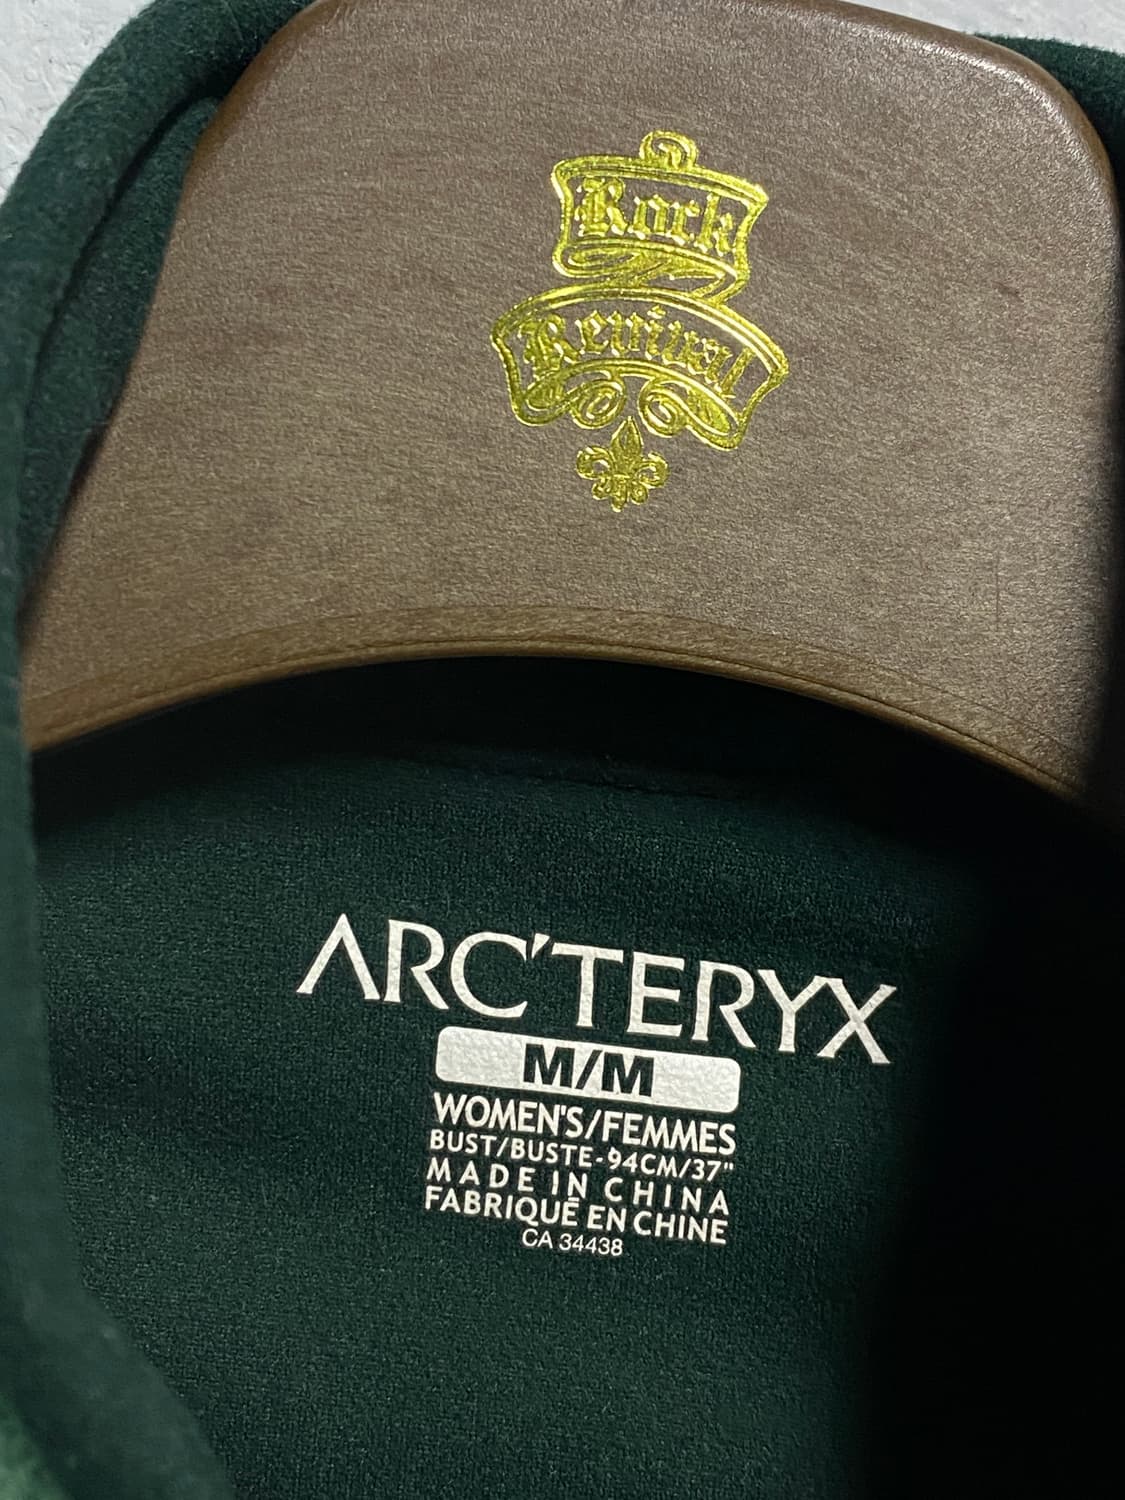 Rock
Revival
ARC'TERYX
M/M
WOMEN'S/FEMMES
BUST/BUSTE-94CM/37"
MADE IN CHINA
FABRIQUÉ EN CHINE
CA 34438